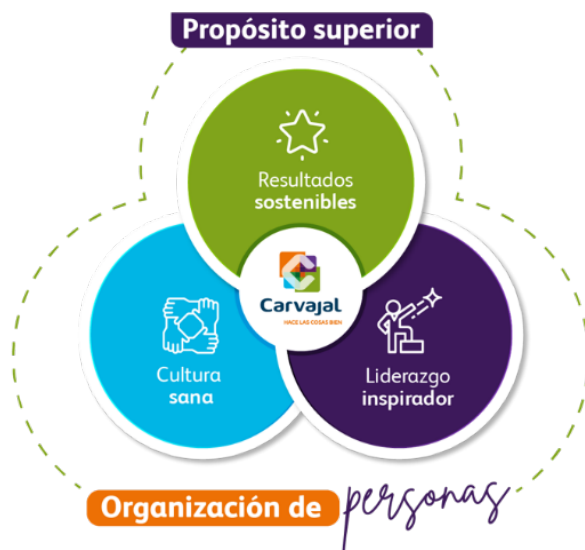 Propósito superior
Resultados
sostenibles
Carvajal
HACE LAS COSAS BIEN
Cultura
sana
Liderazgo
inspirador
Organización de personas